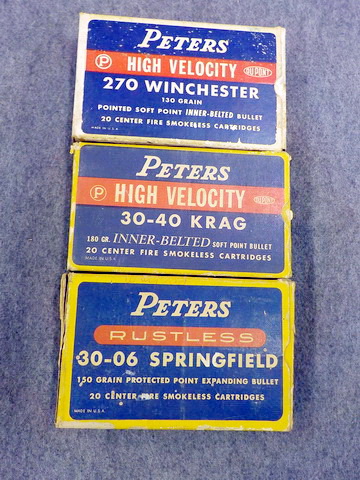 PETERS
P HIGH VELOCITY DUPONT
270 WINCHESTER
130 GRAIN
POINTED SOFT POINT INNER-BELTED BULLET
20 CENTER FIRE SMOKELESS CARTRIDGES
MADE IN U.S.A.
PETERS
P HIGH VELOCITY DUPONT
30-40 KRAG
180 GR. INNER-BELTED SOFT POINT BULLET
20 CENTER FIRE SMOKELESS CARTRIDGES
MADE IN U.S.A.
PETERS
RUSTLESS
30-06 SPRINGFIELD
150 GRAIN PROTECTED POINT EXPANDING BULLET
20 CENTER FIRE SMOKELESS CARTRIDGES
MADE IN U.S.A.